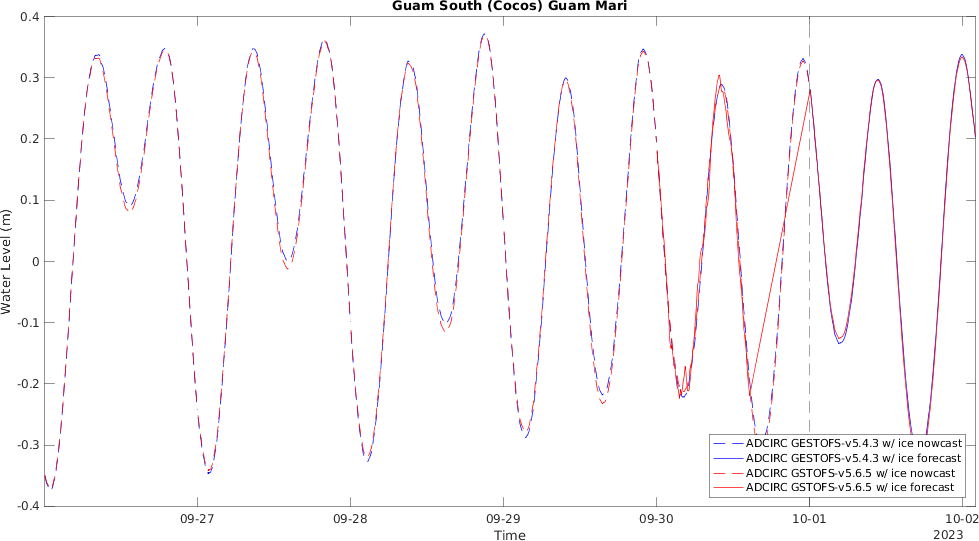 Guam South (Cocos) Guam Mari
0.4
0.3
0.2
0.1
0
-0.1
-0.2
-0.3
-0.4
Water Level (m)
ADCIRC GESTOFS-v5.4.3 w/ ice nowcast
ADCIRC GESTOFS-v5.4.3 w/ ice forecast
ADCIRC GSTOFS-v5.6.5 w/ ice nowcast
ADCIRC GSTOFS-v5.6.5 w/ ice forecast
09-27
09-28
09-29
09-30
10-01
10-02
Time
2023